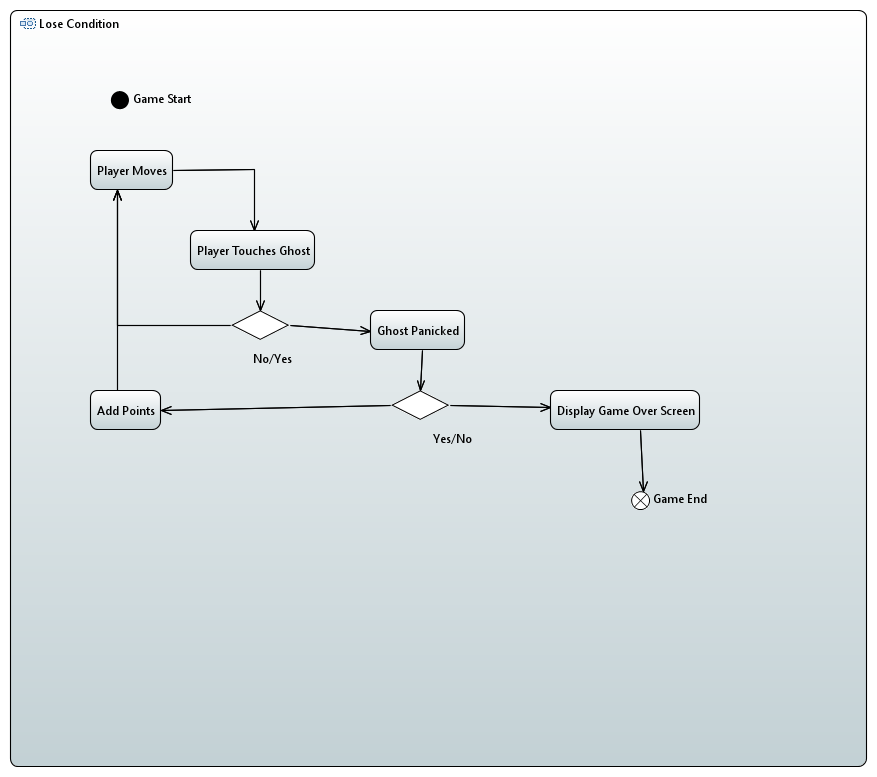 Lose Condition
Game Start
Player Moves
Player Touches Ghost
Ghost Panicked
No/Yes
Add Points
Display Game Over Screen
Yes/No
Game End